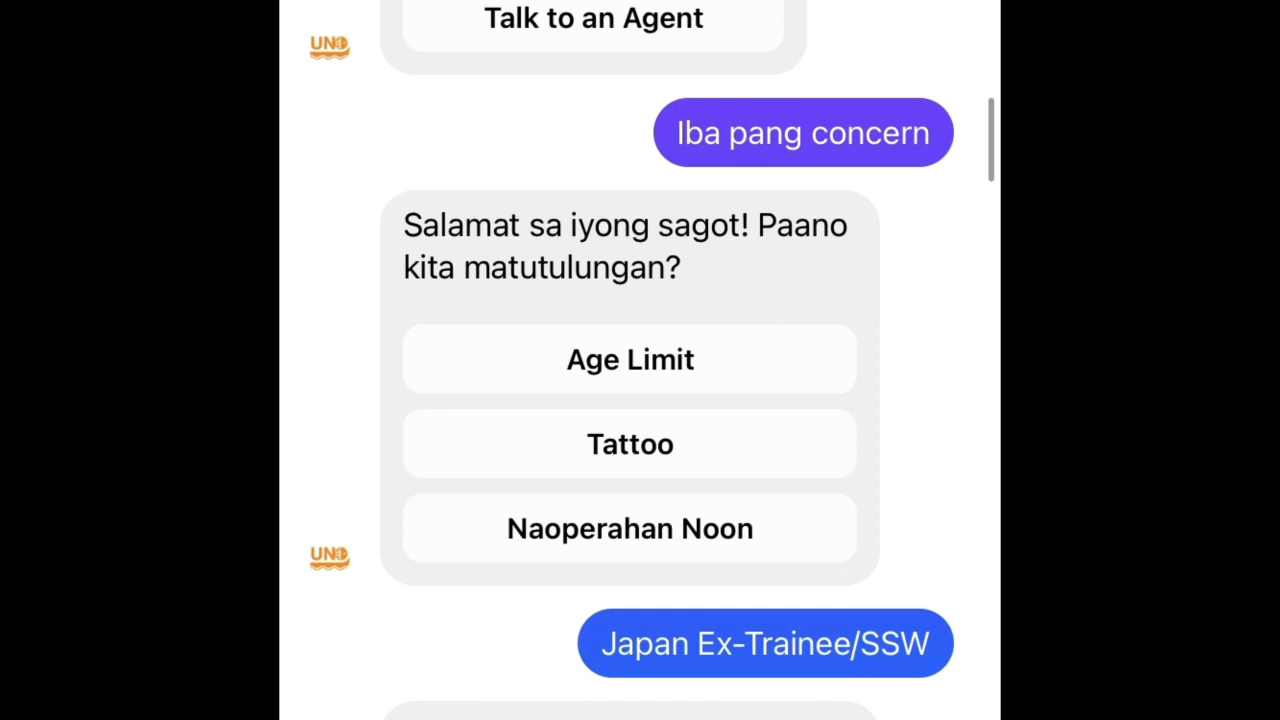 Talk to an Agent
UNO
Iba pang concern
Salamat sa iyong sagot! Paano
kita matutulungan?
Age Limit
Tattoo
Naoperahan Noon
UNO
Japan Ex-Trainee/SSW